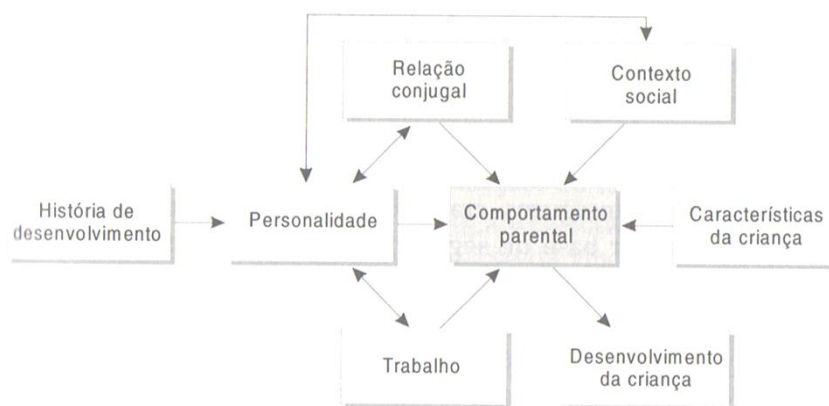 Relação
conjugal
Contexto
social
História de
desenvolvimento
Personalidade
Comportamento
parental
Características
da criança
Trabalho
Desenvolvimento
da criança